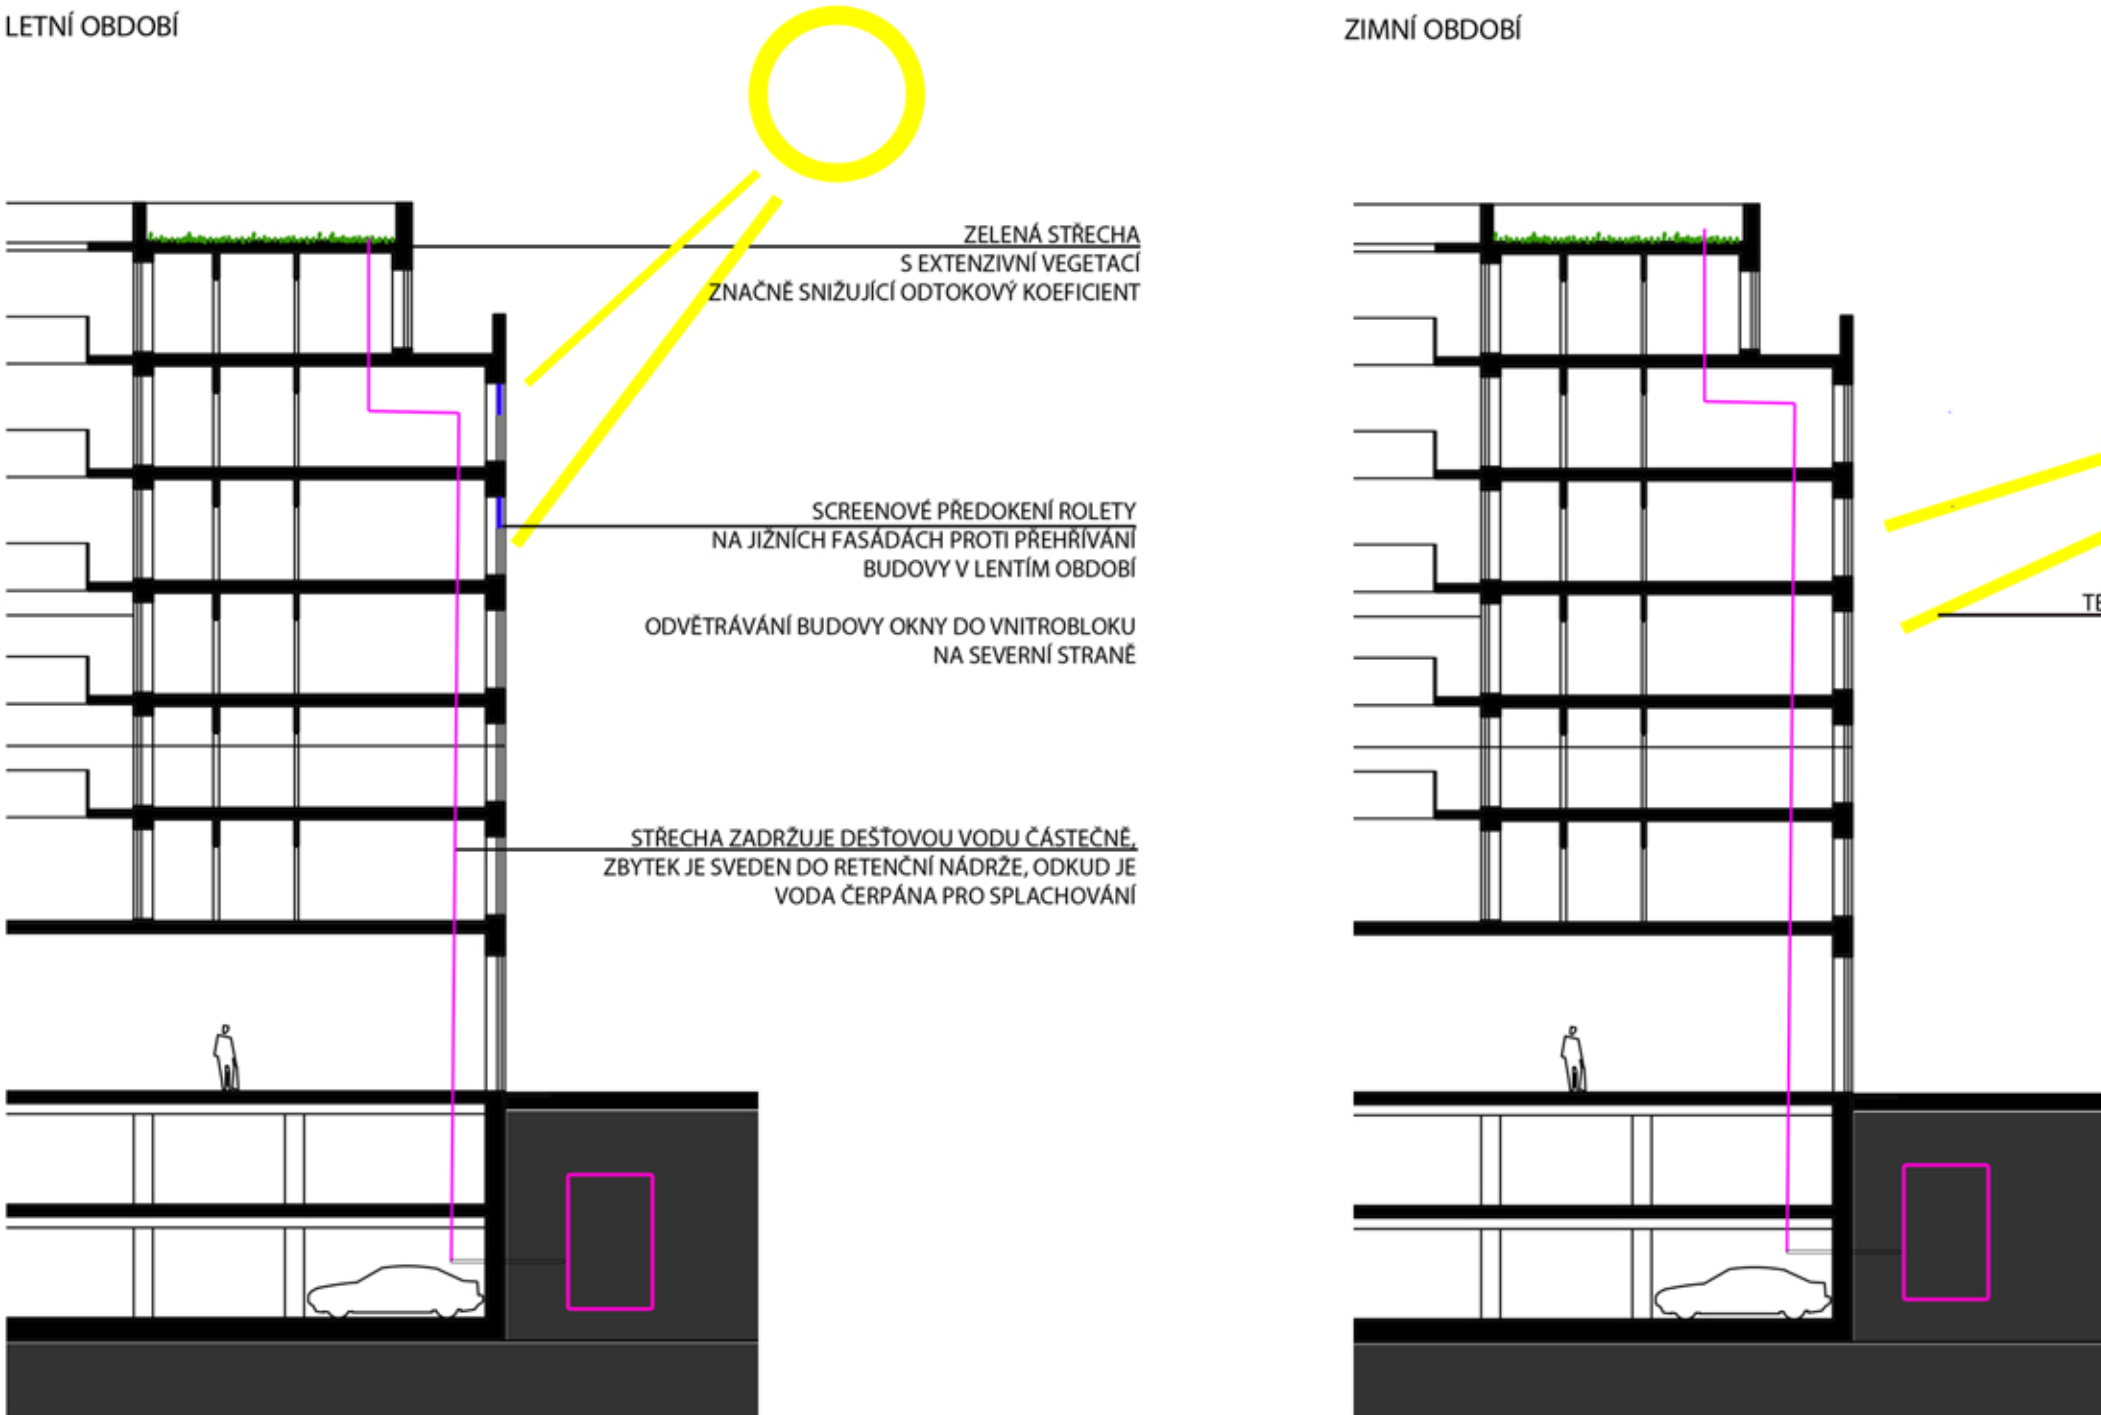 LETNÍ OBDOBÍ
ZELENÁ STŘECHA
S EXTENZIVNÍ VEGETACÍ
ZNAČNĚ SNIŽUJÍCÍ ODTOKOVÝ KOEFICIENT
SCREENOVÉ PŘEDOKENÍ ROLETY
NA JIŽNÍCH FASÁDÁCH PROTI PŘEHŘÍVÁNÍ
BUDOVY V LENTÍM OBDOBÍ
ODVĚTRÁVÁNÍ BUDOVY OKNY DO VNITROBLOKU
NA SEVERNÍ STRANĚ
STŘECHA ZADRŽUJE DEŠŤOVOU VODU ČÁSTEČNĚ,
ZBYTEK JE SVEDEN DO RETENČNÍ NÁDRŽE, ODKUD JE
VODA ČERPÁNA PRO SPLACHOVÁNÍ
ZIMNÍ OBDOBÍ